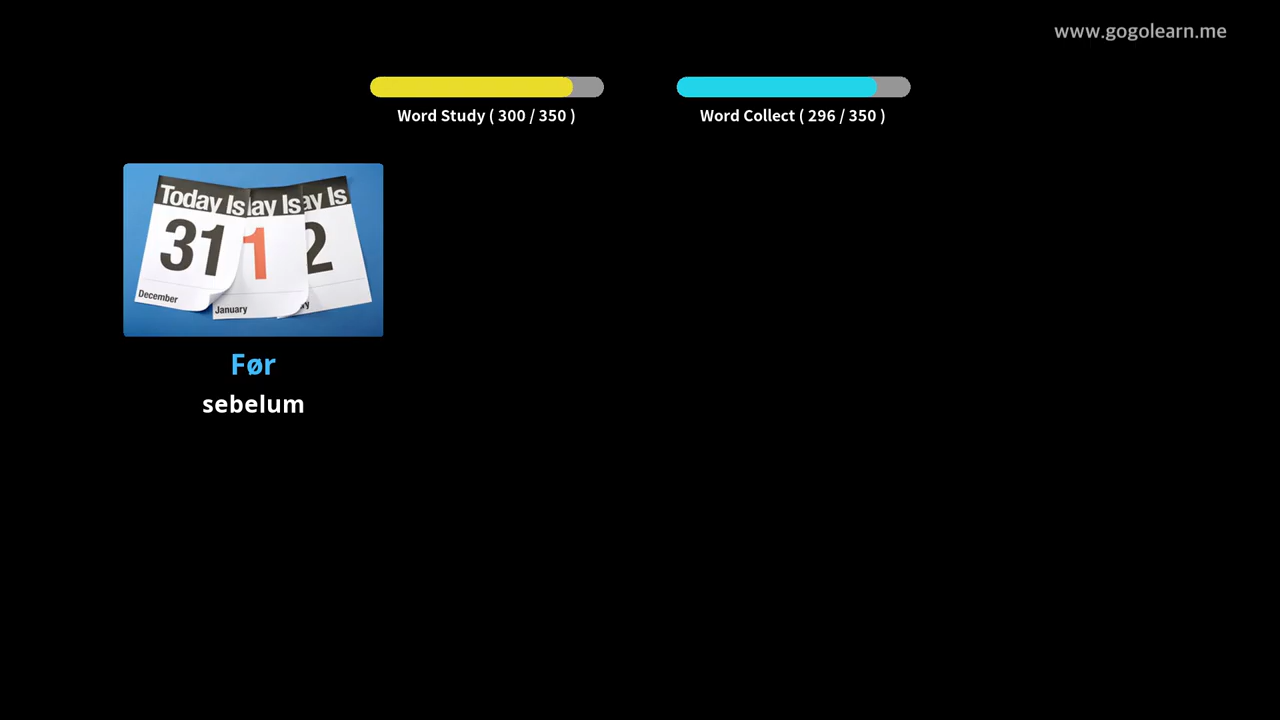 www.gogolearn.me
Word Study ( 300 / 350 )
Word Collect ( 296 / 350 )
Today Is
lay Is
ay Is
31
1
2
December
January
Før
sebelum